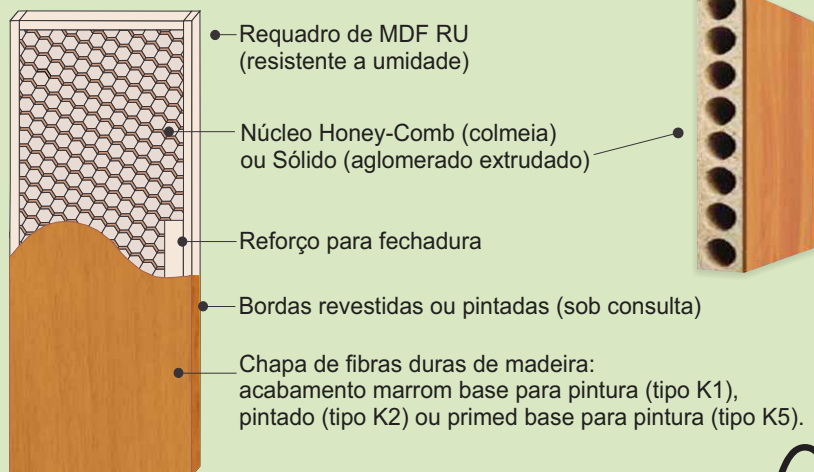 Requadro de MDF RU
(resistente a umidade)
Núcleo Honey-Comb (colmeia)
ou Sólido (aglomerado extrudado)
Reforço para fechadura
Bordas revestidas ou pintadas (sob consulta)
Chapa de fibras duras de madeira:
acabamento marrom base para pintura (tipo K1),
pintado (tipo K2) ou primed base para pintura (tipo K5).